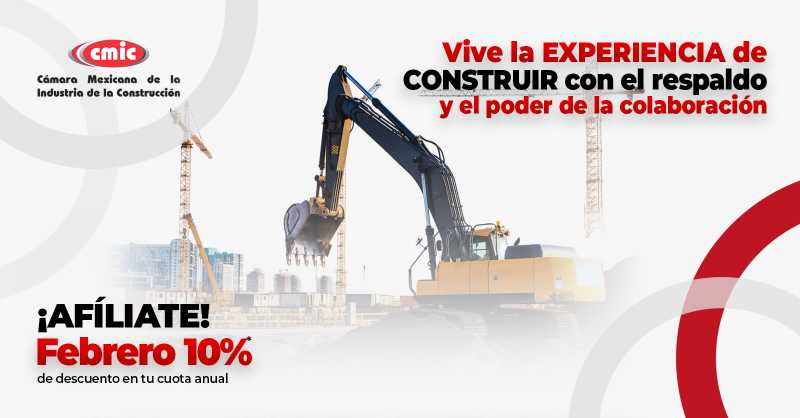 cmic
Cámara Mexicana de la
Industria de la Construcción
Vive la EXPERIENCIA de
CONSTRUIR con el respaldo
y el poder de la colaboración
¡AFÍLIATE!
Febrero 10%*
de descuento en tu cuota anual